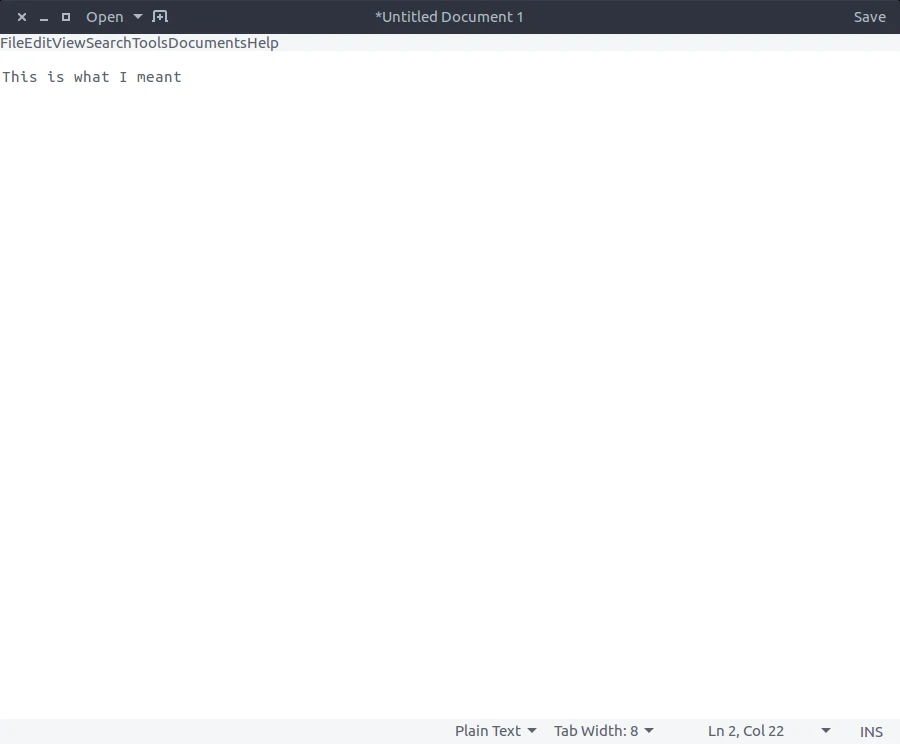 Open *Untitled Document 1 Save
FileEditViewSearchToolsDocumentsHelp
This is what I meant
Plain Text Tab Width: 8 Ln 2, Col 22 INS